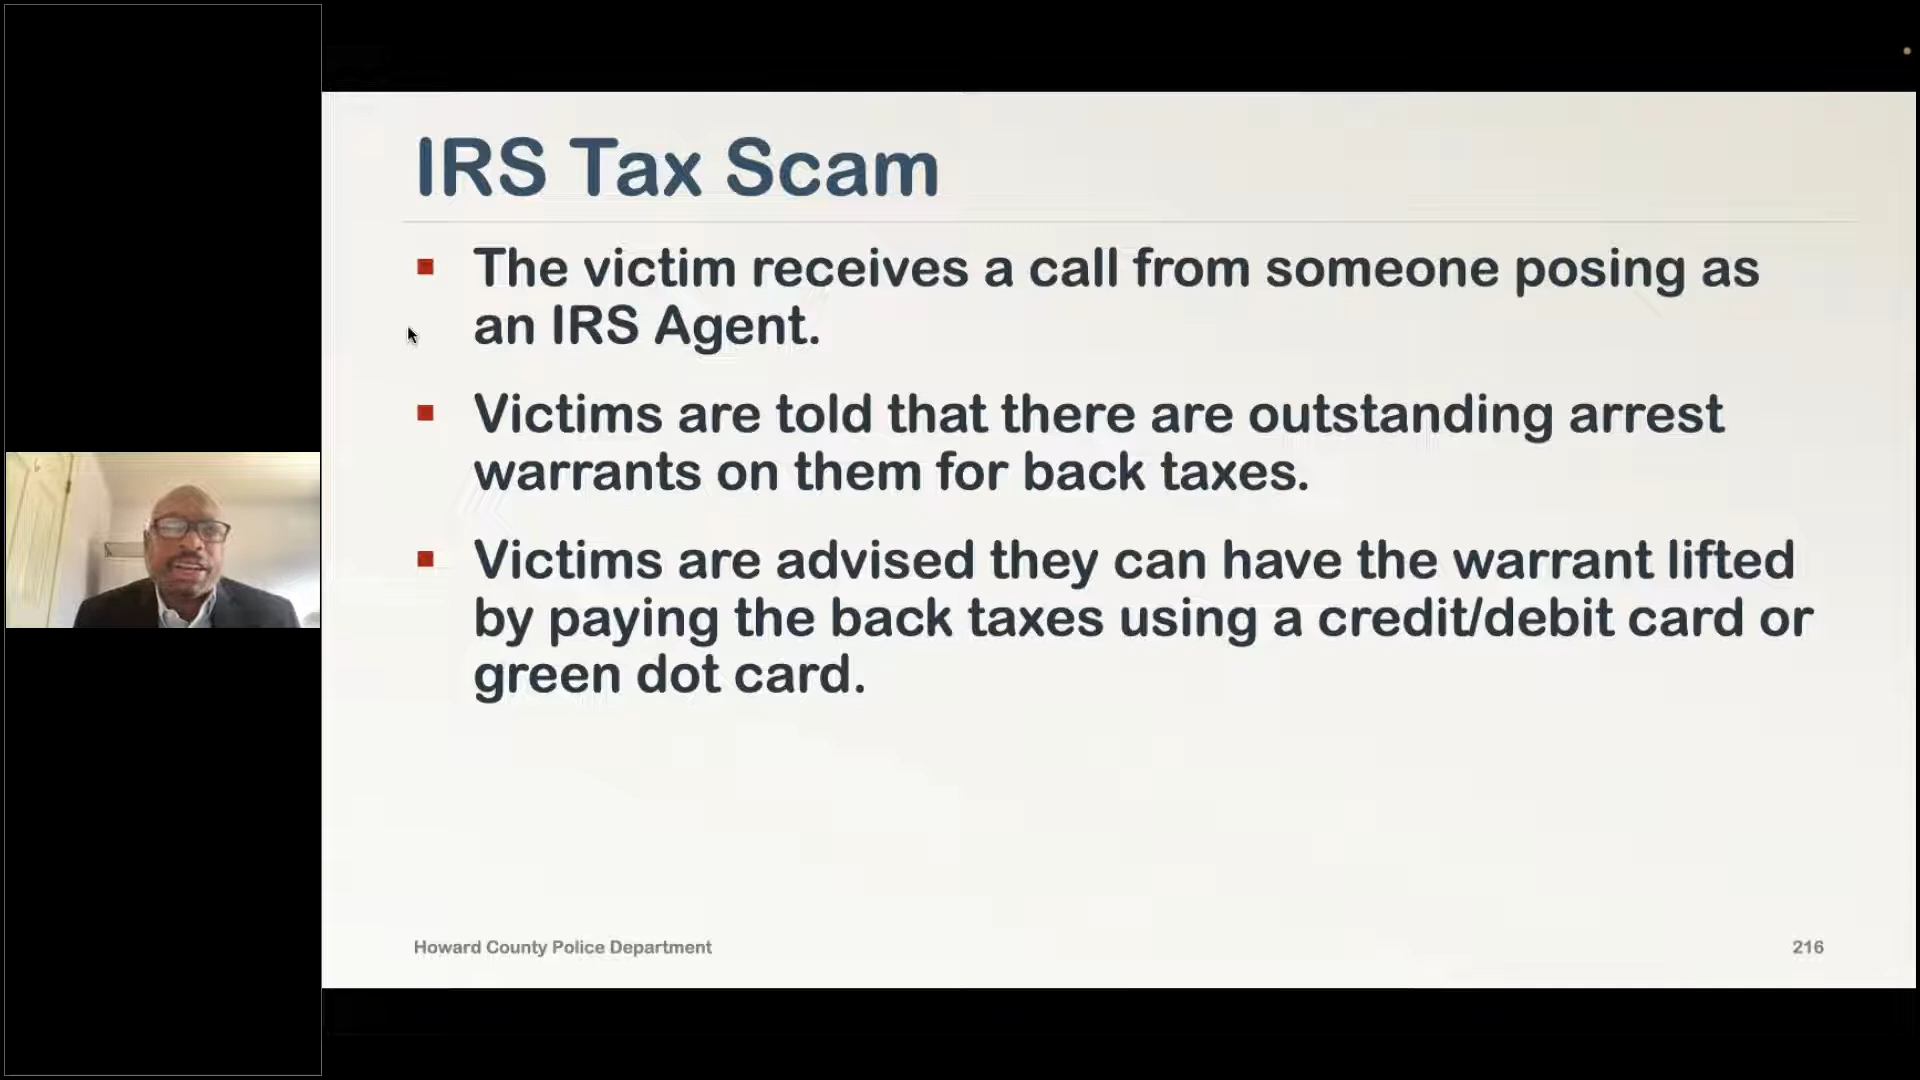 IRS Tax Scam
The victim receives a call from someone posing as
an IRS Agent.
Victims are told that there are outstanding arrest
warrants on them for back taxes.
Victims are advised they can have the warrant lifted
by paying the back taxes using a credit/debit card or
green dot card.
Howard County Police Department
216